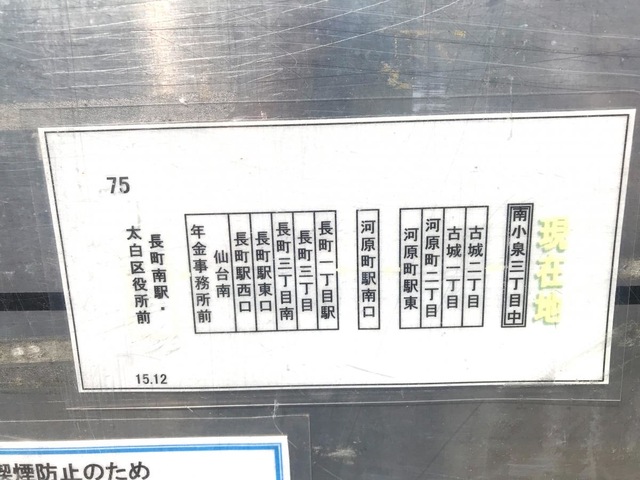 75
現在地
南小泉三丁目中
古城二丁目
古城一丁目
河原町二丁目
河原町駅東
河原町駅南口
長町一丁目駅
長町三丁目
長町三丁目南
長町駅東口
長町駅西口
仙台南
年金事務所前
長町南駅・
太白区役所前
15.12
喫煙防止のため